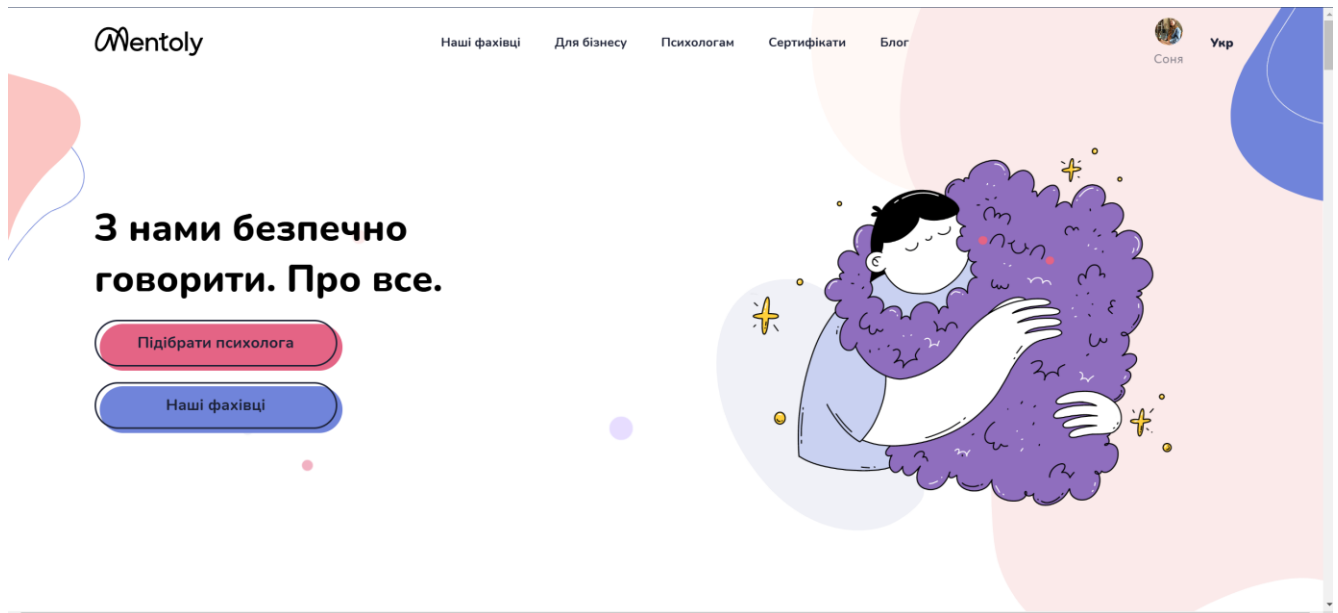 Mentoly
Наші фахівці Для бізнесу Психологам Сертифікати Блог
Соня
Укр
З нами безпечно
говорити. Про все.
Підібрати психолога
Наші фахівці